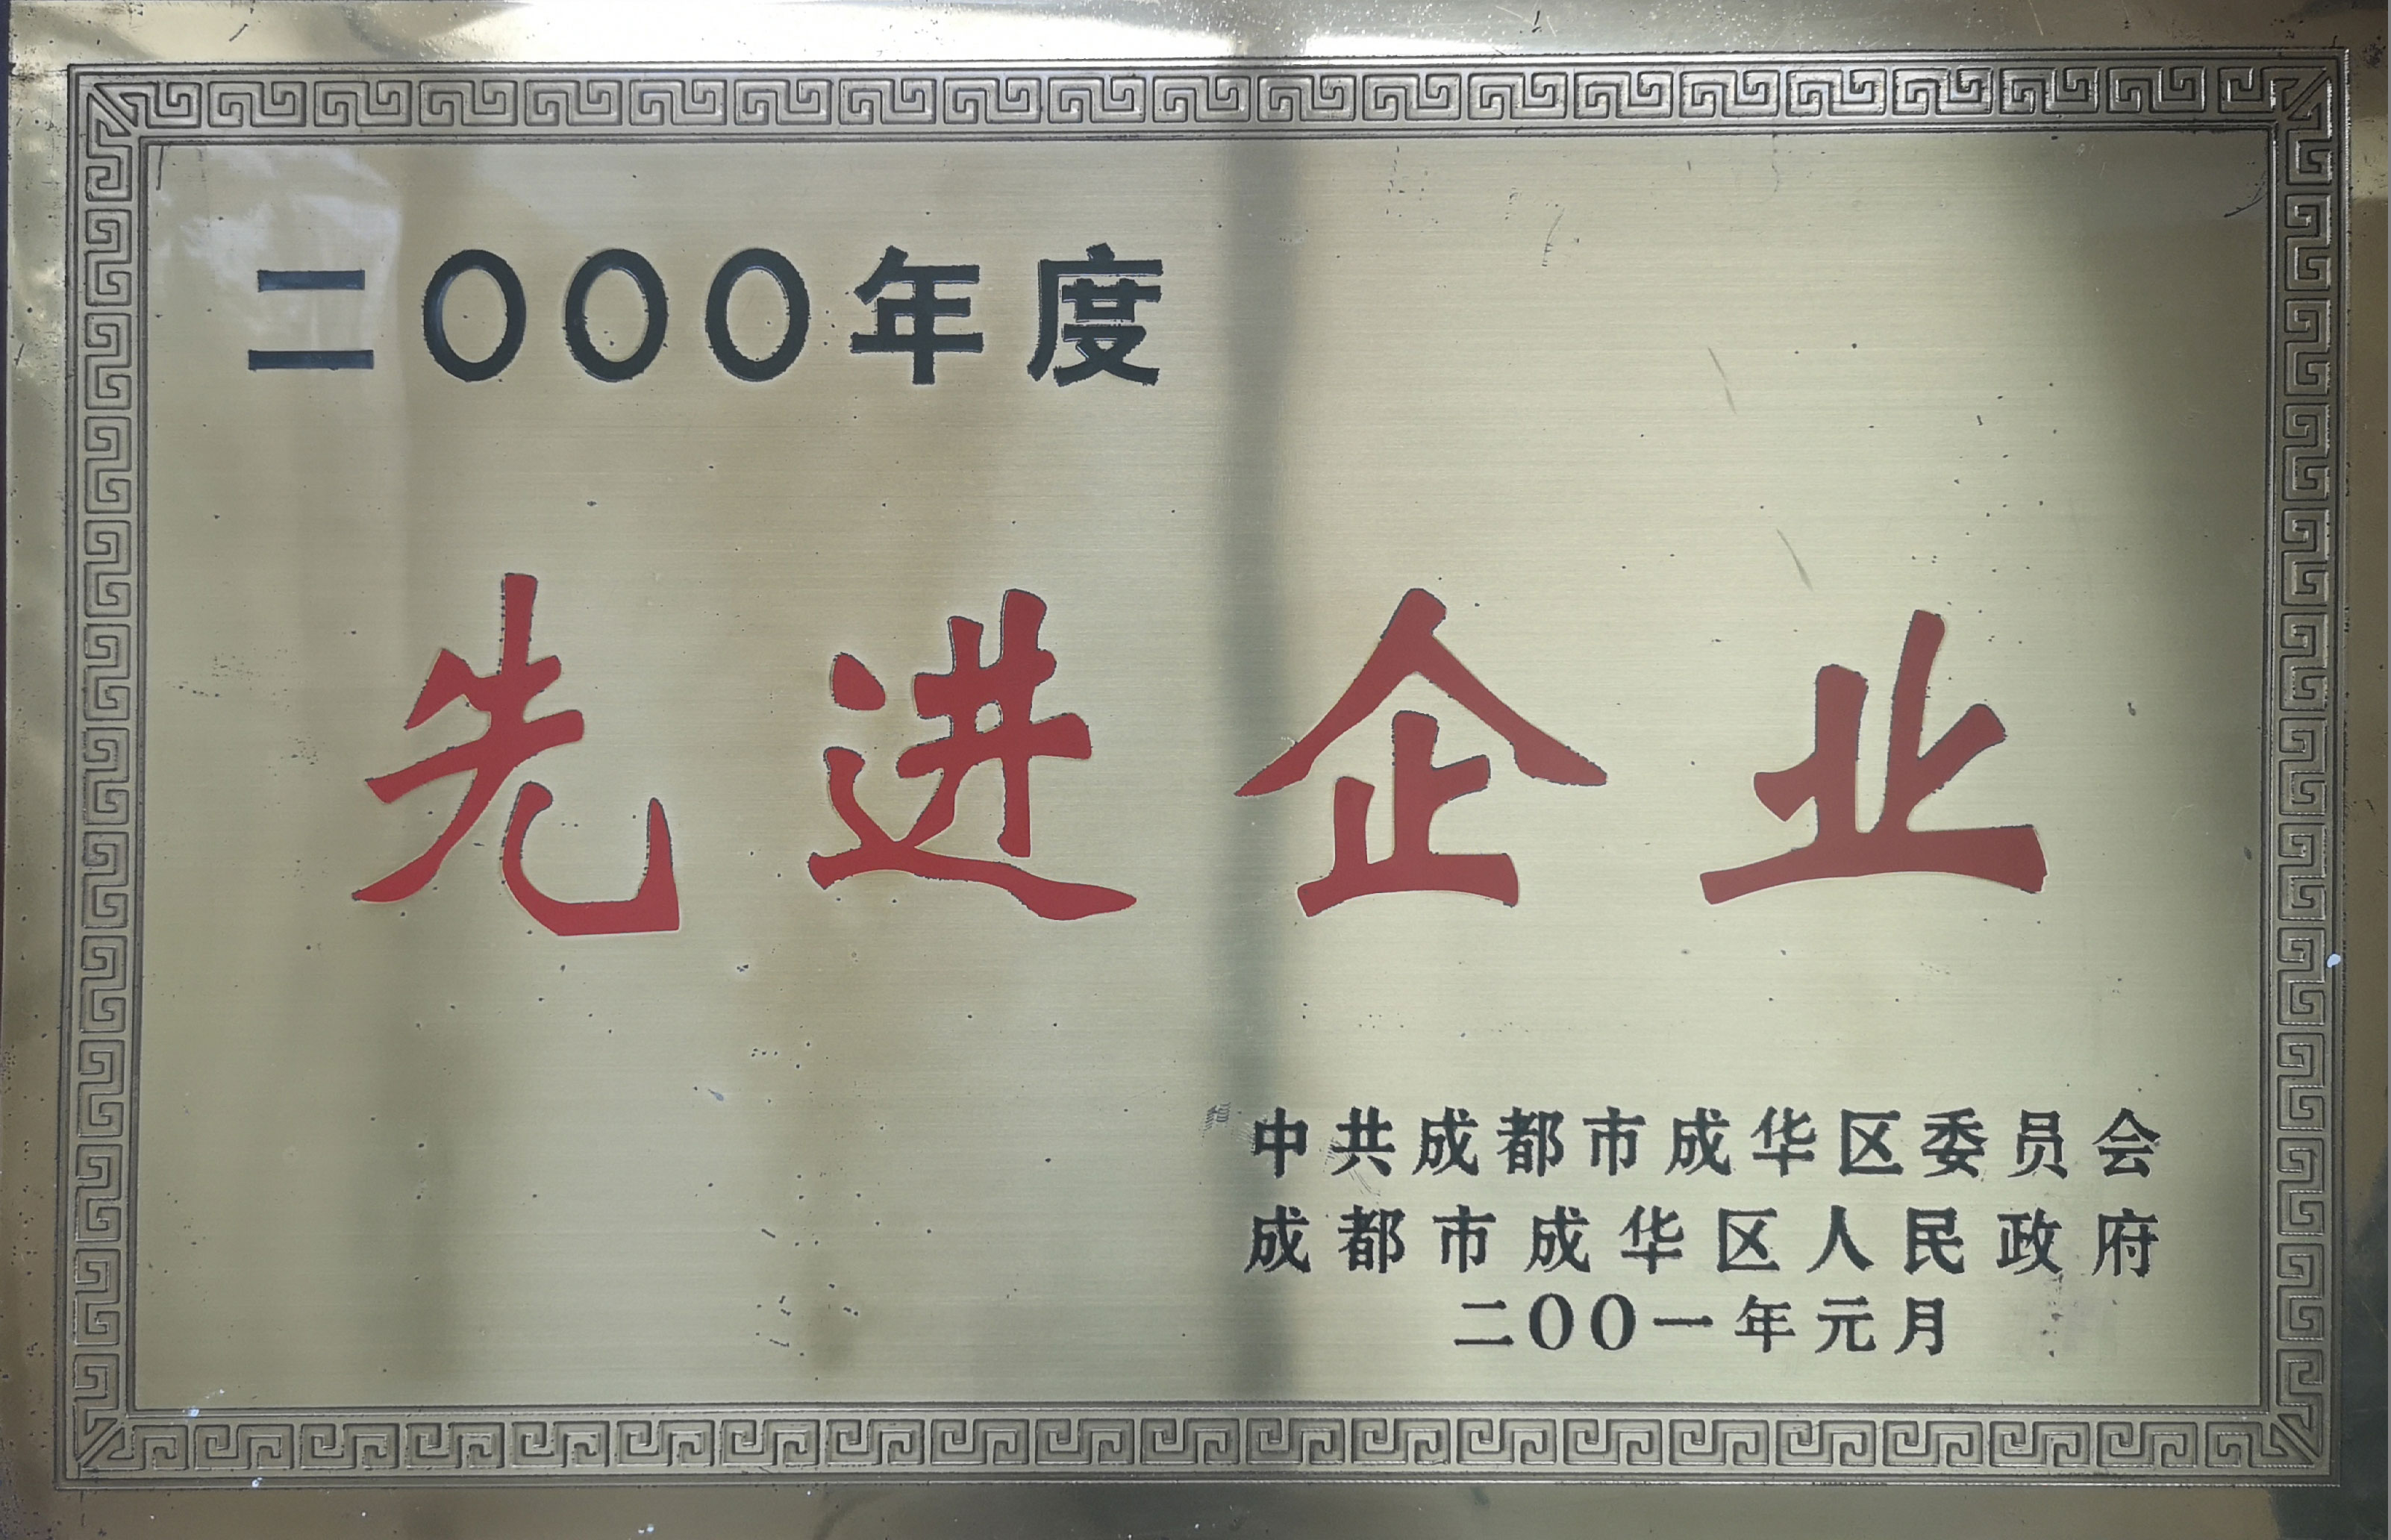 二〇〇〇年度
先进企业
中共成都市成华区委员会
成都市成华区人民政府
二〇〇一年元月